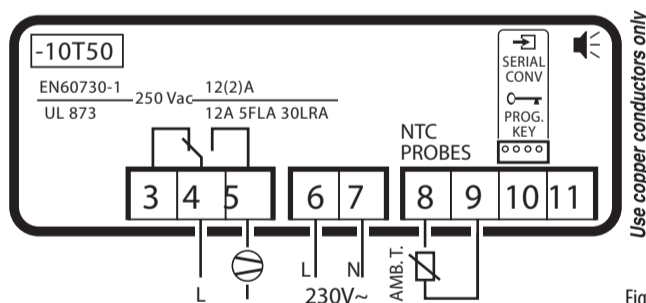 -10T50
EN60730-1
UL 873
250 Vac
12(2)A
12A 5FLA 30LRA
SERIAL
CONV
PROG.
KEY
NTC
PROBES
3 4 5 6 7 8 9 10 11
L
L N
230V~
AMB. T.
Use copper conductors only
Fig